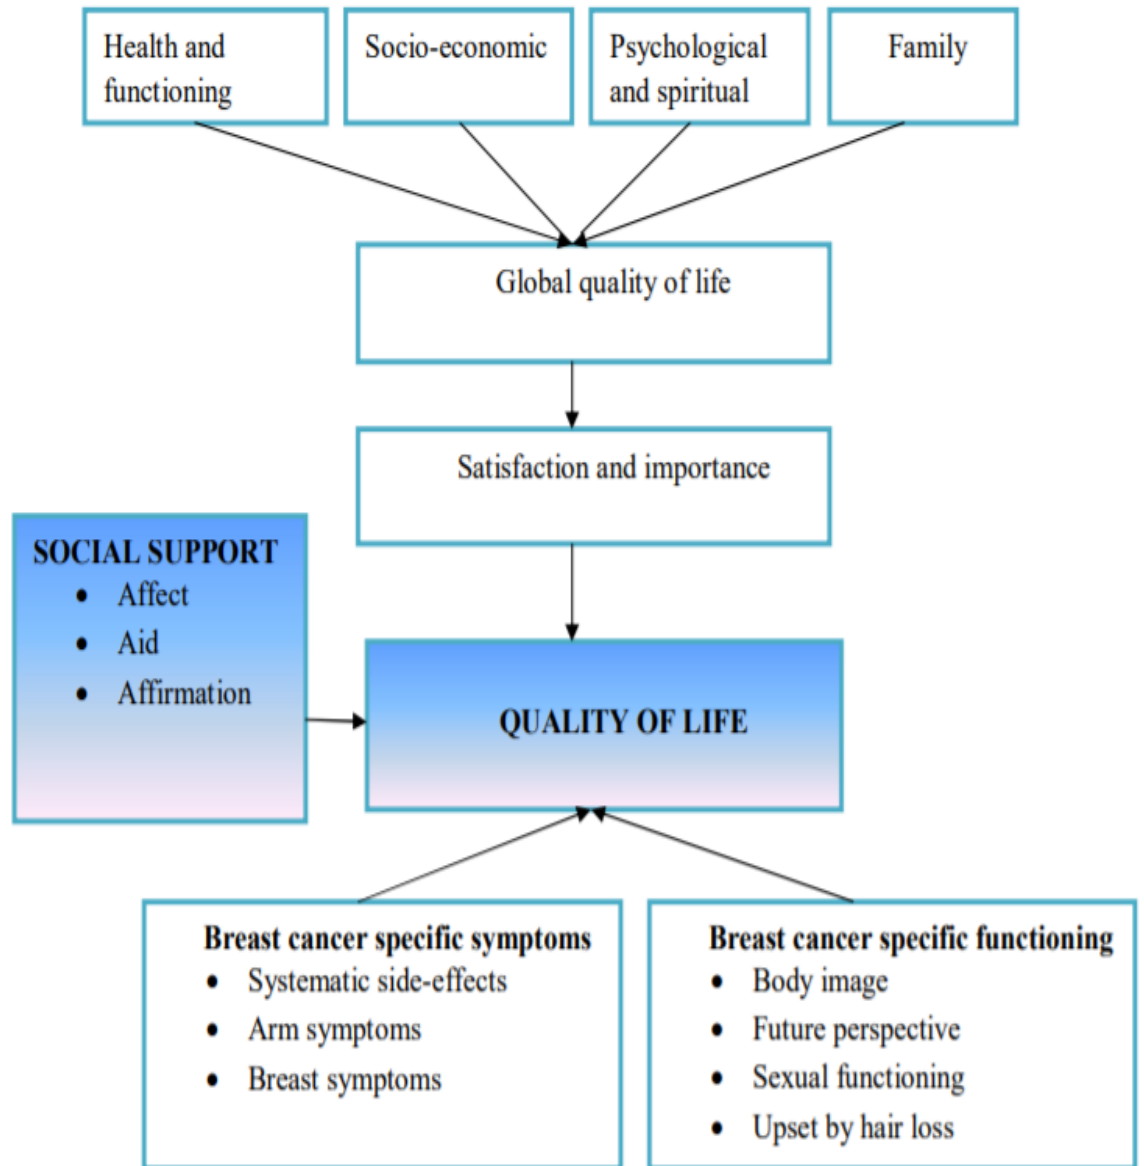 Health and
functioning
Socio-economic
Psychological
and spiritual
Family
Global quality of life
Satisfaction and importance
SOCIAL SUPPORT
• Affect
• Aid
• Affirmation
QUALITY OF LIFE
Breast cancer specific symptoms
• Systematic side-effects
• Arm symptoms
• Breast symptoms
Breast cancer specific functioning
• Body image
• Future perspective
• Sexual functioning
• Upset by hair loss